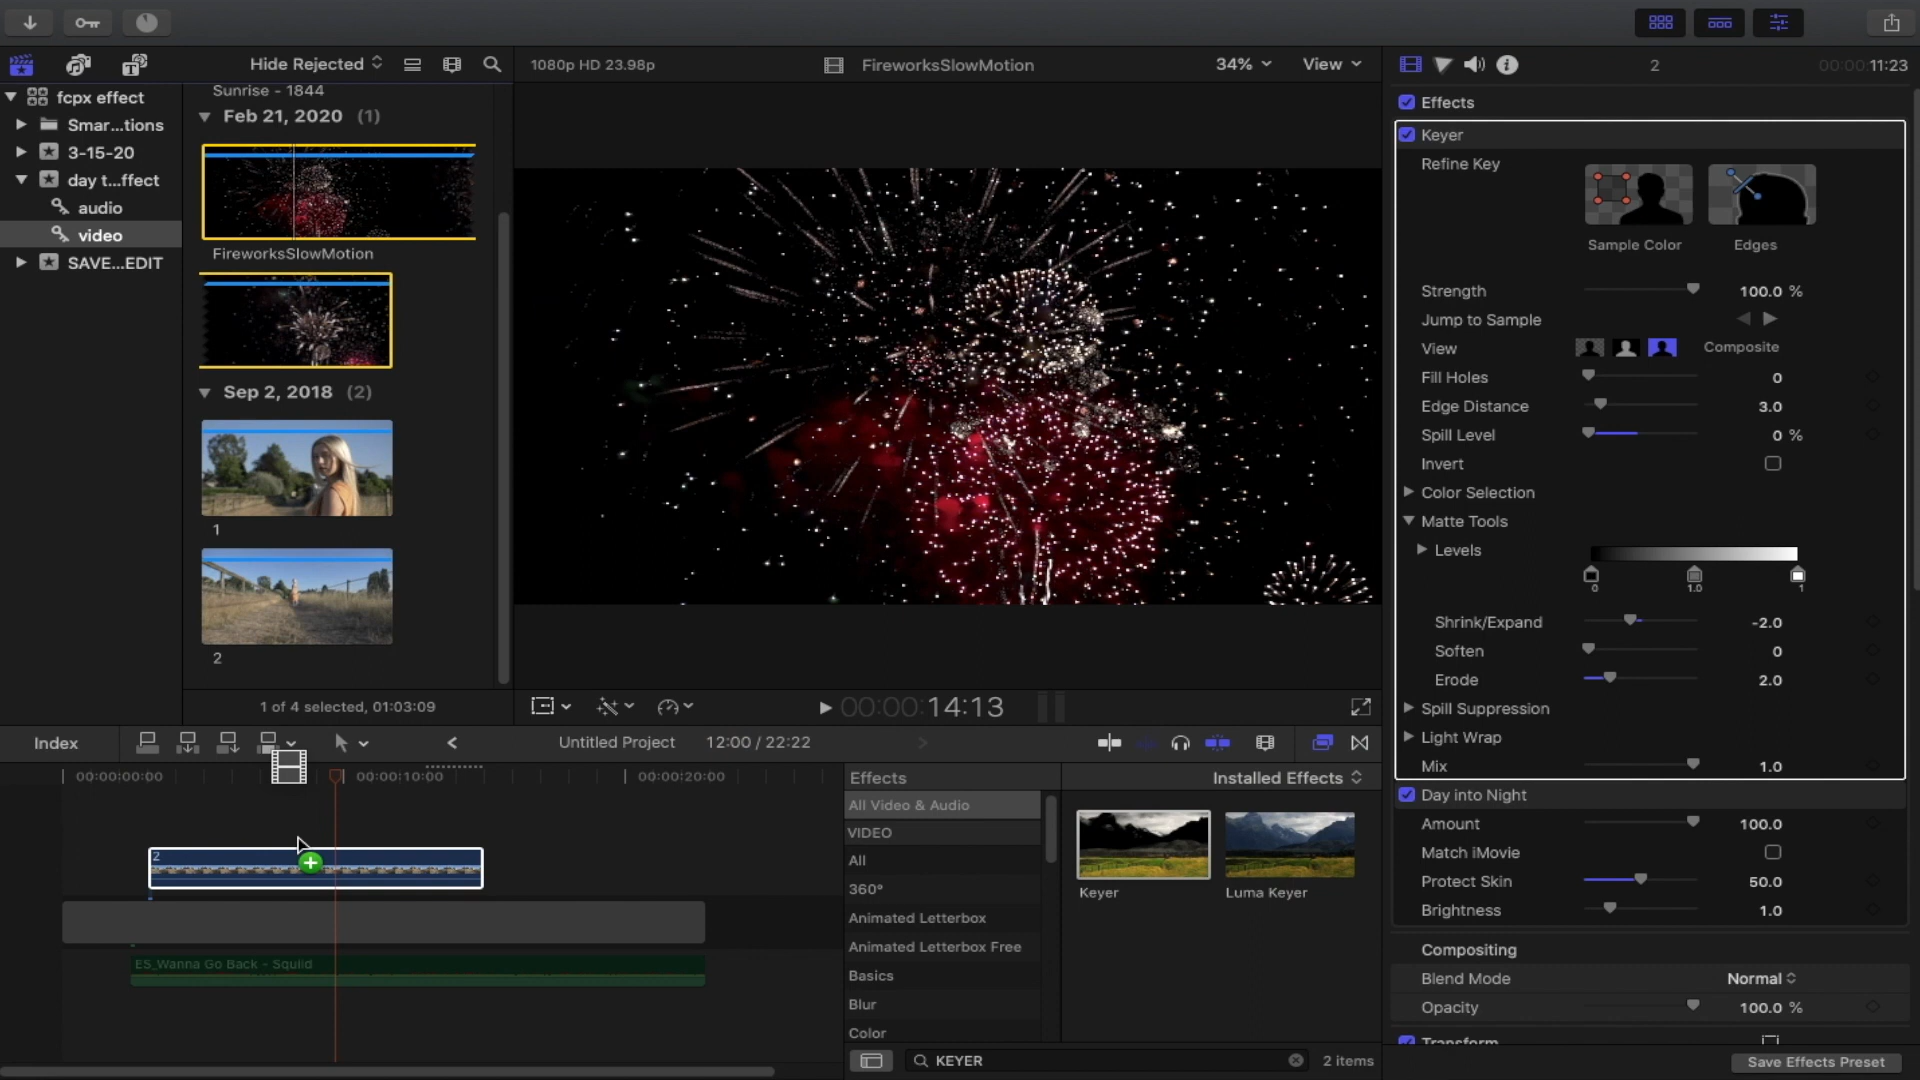 Hide Rejected
1080p HD 23.98p
FireworksSlowMotion
34%
View
2
00:00:11:23
fcpx effect
Smar...tions
3-15-20
day t...ffect
audio
video
SAVE...EDIT
Sunrise - 1844
Feb 21, 2020 (1)
FireworksSlowMotion
Sep 2, 2018 (2)
1
2
1 of 4 selected, 01:03:09
00:00:14:13
Effects
Keyer
Refine Key
Sample Color
Edges
Strength 100.0 %
Jump to Sample
View Composite
Fill Holes 0
Edge Distance 3.0
Spill Level 0 %
Invert
Color Selection
Matte Tools
Levels
0 1.0 1
Shrink/Expand -2.0
Soften 0
Erode 2.0
Spill Suppression
Light Wrap
Mix 1.0
Day into Night
Amount 100.0
Match iMovie
Protect Skin 50.0
Brightness 1.0
Compositing
Blend Mode Normal
Opacity 100.0 %
Transform
Save Effects Preset
Index
Untitled Project
12:00 / 22:22
00:00:00:00
00:00:10:00
00:00:20:00
2
ES_Wanna Go Back - Squiid
Effects
Installed Effects
All Video & Audio
VIDEO
All
360°
Animated Letterbox
Animated Letterbox Free
Basics
Blur
Color
Keyer
Luma Keyer
KEYER
2 items